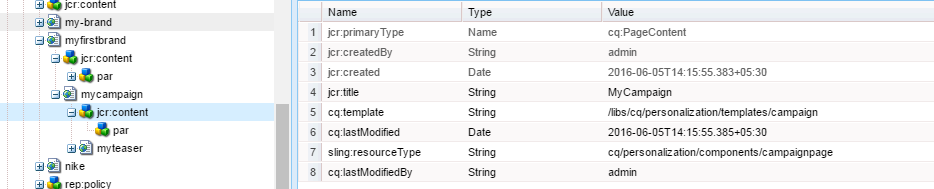 jcr:content
my-brand
myfirstbrand
jcr:content
par
mycampaign
jcr:content
par
myteaser
nike
rep:policy
Name Type Value
1 jcr:primaryType Name cq:PageContent
2 jcr:createdBy String admin
3 jcr:created Date 2016-06-05T14:15:55.383+05:30
4 jcr:title String MyCampaign
5 cq:template String /libs/cq/personalization/templates/campaign
6 cq:lastModified Date 2016-06-05T14:15:55.385+05:30
7 sling:resourceType String cq/personalization/components/campaignpage
8 cq:lastModifiedBy String admin